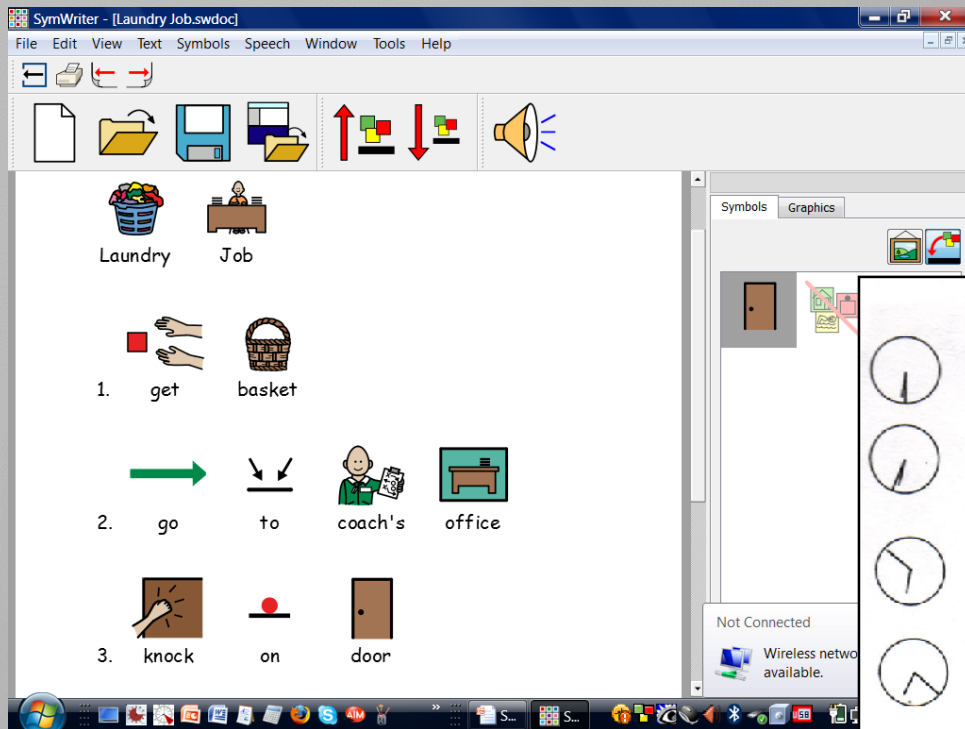 SymWriter - [Laundry Job.swdoc]
File Edit View Text Symbols Speech Window Tools Help
Symbols Graphics
Laundry Job
1. get basket
2. go to coach's office
3. knock on door
Not Connected
Wireless netwo
available.
S... S...